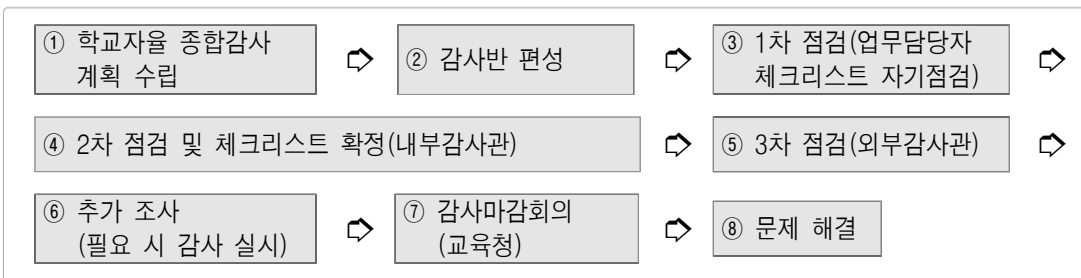 ① 학교자율 종합감사
계획 수립
② 감사반 편성
③ 1차 점검(업무담당자
체크리스트 자기점검)
④ 2차 점검 및 체크리스트 확정(내부감사관)
⑤ 3차 점검(외부감사관)
⑥ 추가 조사
(필요 시 감사 실시)
⑦ 감사마감회의
(교육청)
⑧ 문제 해결